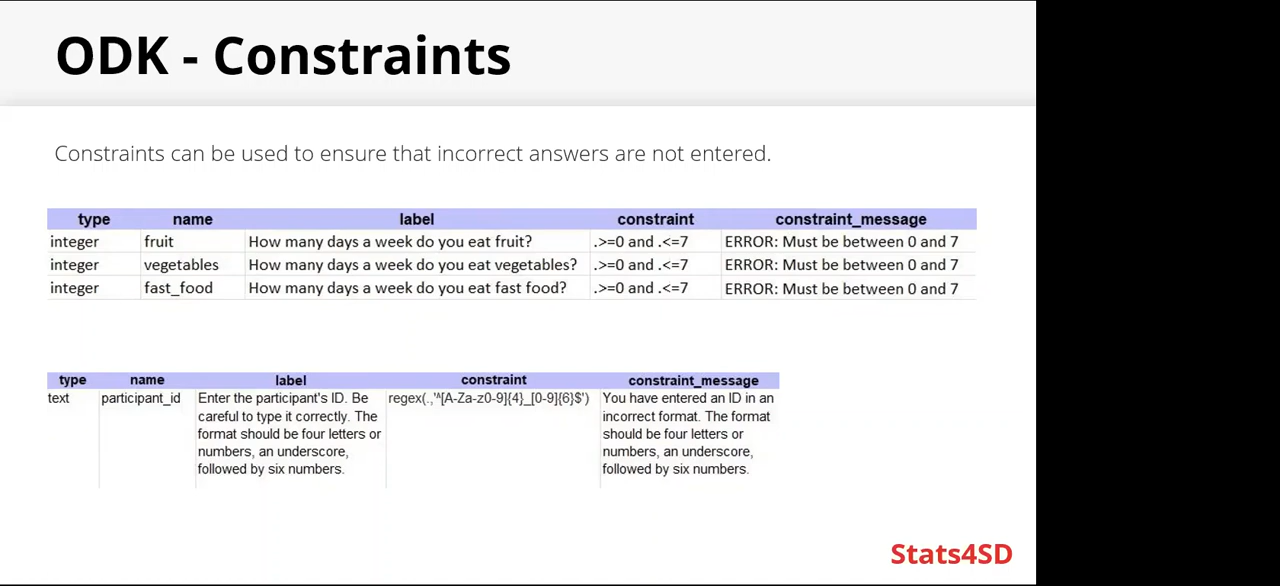 ODK - Constraints
Constraints can be used to ensure that incorrect answers are not entered.
type name label constraint constraint_message
integer fruit How many days a week do you eat fruit? .>=0 and .<=7 ERROR: Must be between 0 and 7
integer vegetables How many days a week do you eat vegetables? .>=0 and .<=7 ERROR: Must be between 0 and 7
integer fast_food How many days a week do you eat fast food? .>=0 and .<=7 ERROR: Must be between 0 and 7
type name label constraint constraint_message
text participant_id Enter the participant's ID. Be regex(.,'^[A-Za-z0-9]{4}_[0-9]{6}$') You have entered an ID in an
careful to type it correctly. The incorrect format. The format
format should be four letters or should be four letters or
numbers, an underscore, numbers, an underscore,
followed by six numbers. followed by six numbers.
Stats4SD